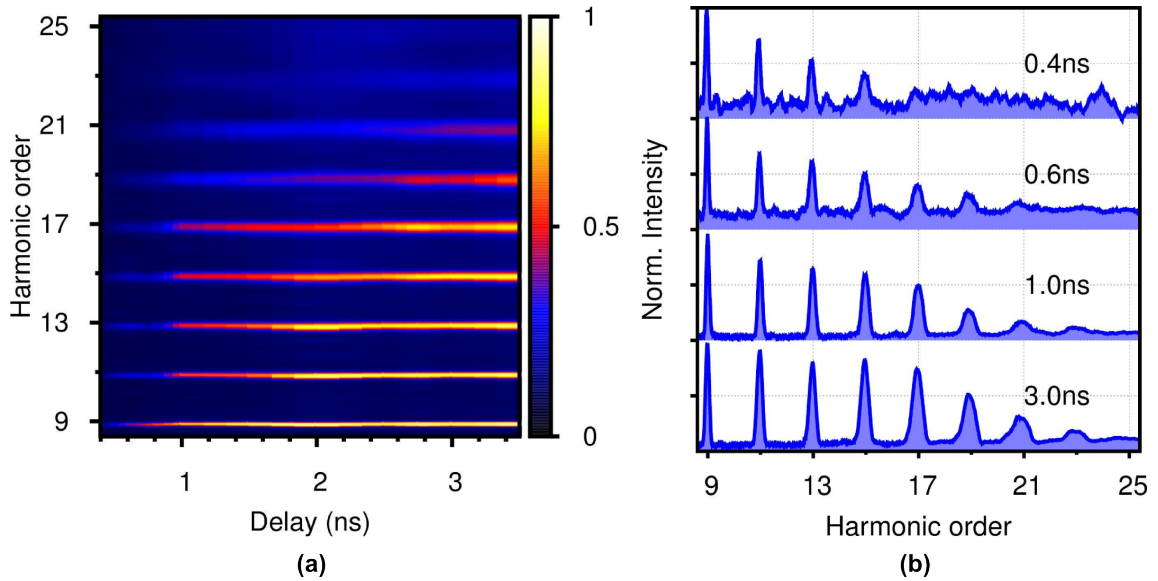 25
21
17
13
9
Harmonic order
1
2
3
Delay (ns)
1
0.5
0
(a)
Norm. Intensity
0.4ns
0.6ns
1.0ns
3.0ns
9
13
17
21
25
Harmonic order
(b)